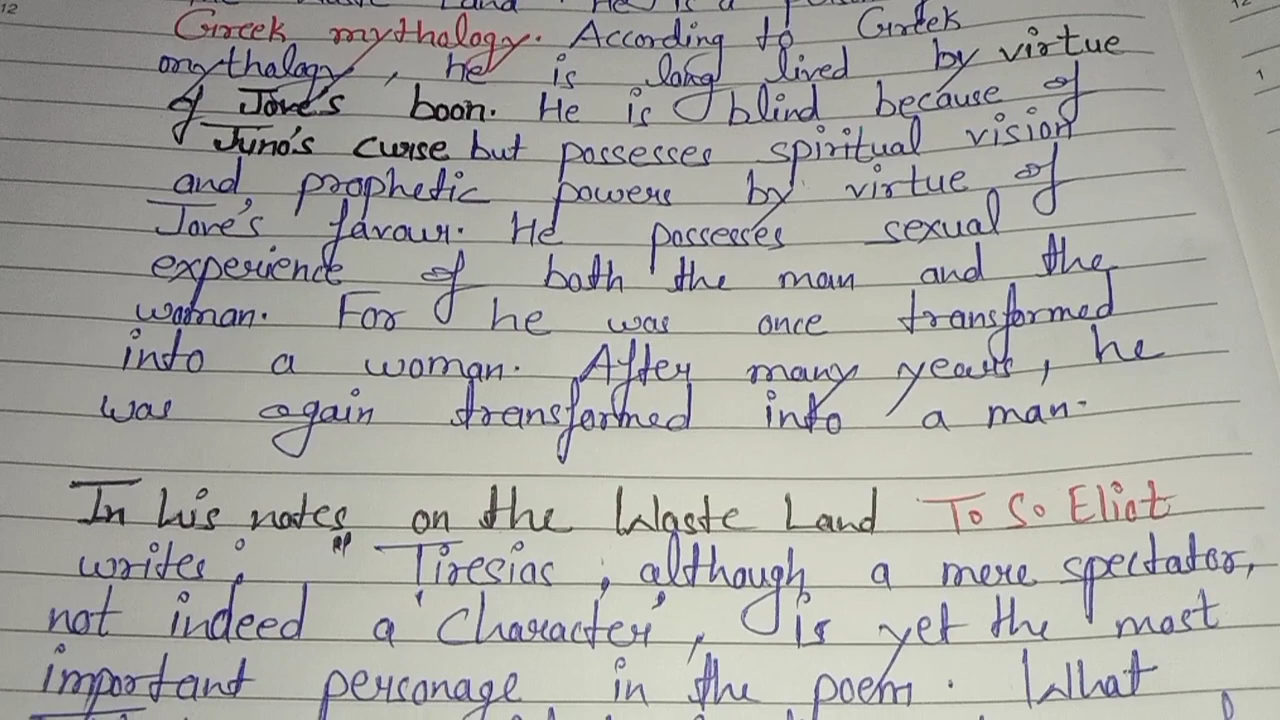 Land He is a
Greek mythology. According to Greek
mythology, he is long lived by virtue
of Jove's boon. He is blind because of
Juno's curse but possesses spiritual vision
and prophetic powers by virtue of
Jove's favour. He possesses sexual
experience of both the man and the
woman. For he was once transformed
into a woman. After many years, he
was again transformed into a man.
In his notes on the Waste Land T. S. Eliot
writes: " Tiresias, although a mere spectator,
not indeed a 'Character', is yet the most
important personage in the poem. What